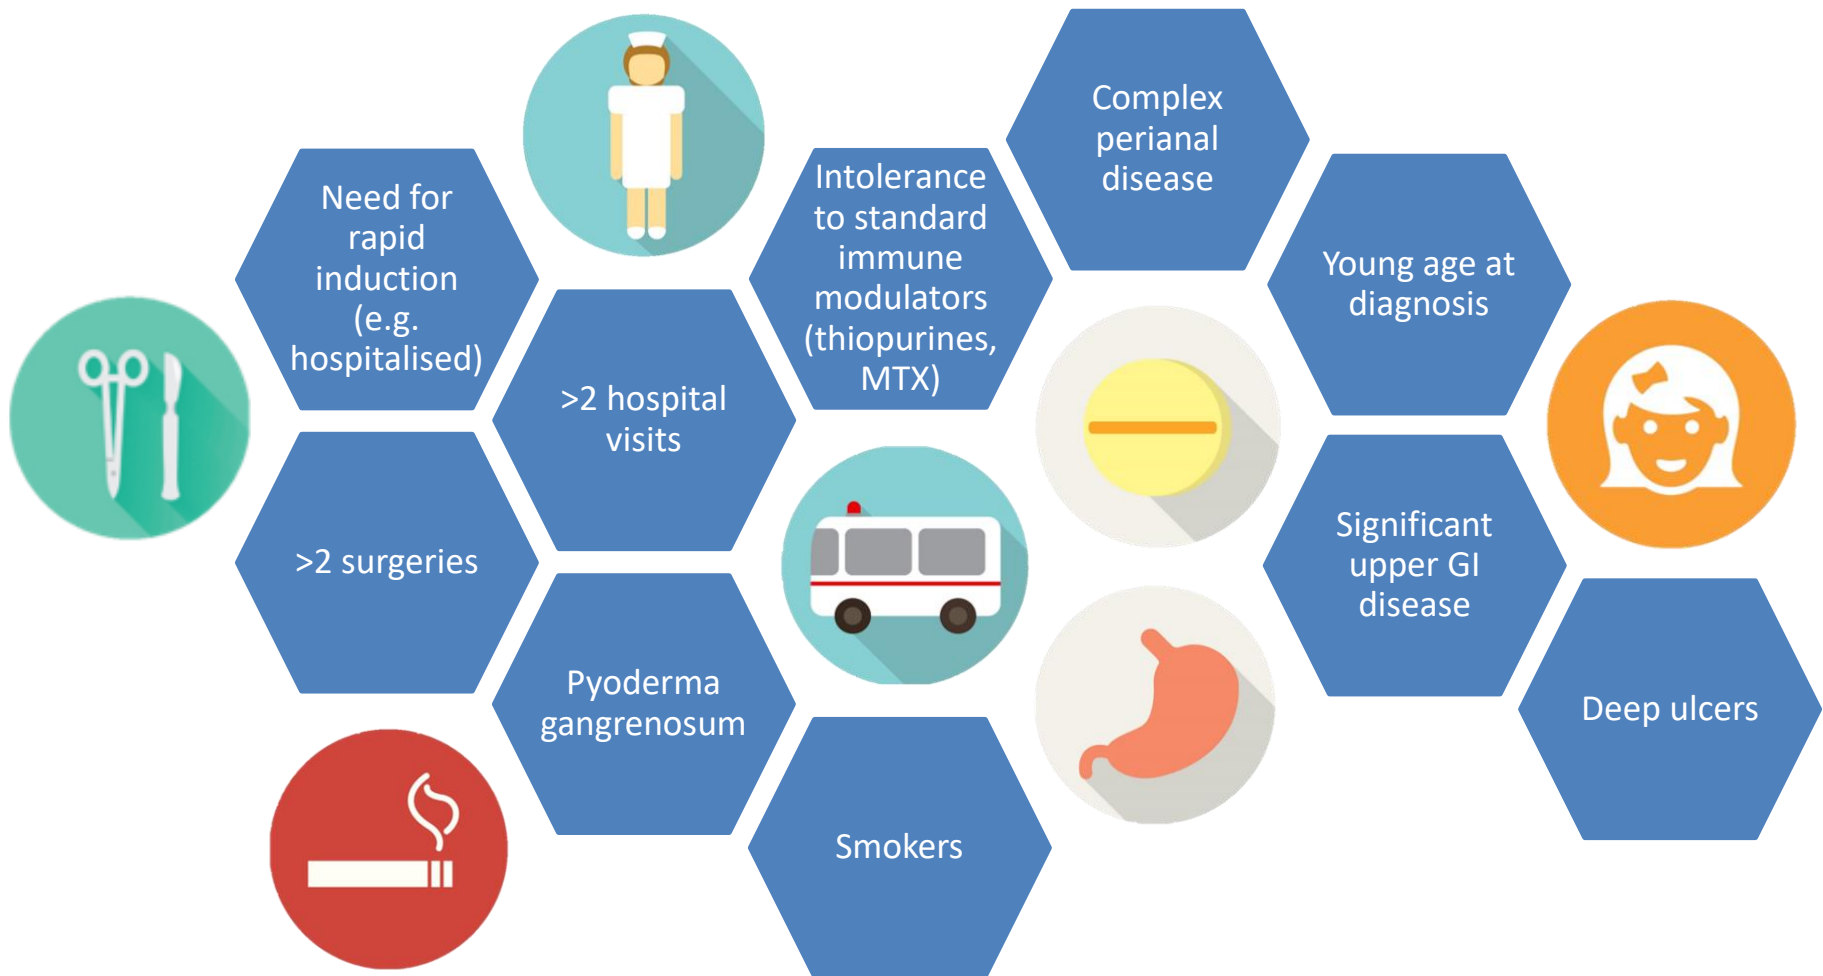 Need for
rapid
induction
(e.g.
hospitalised)
>2 hospital
visits
>2 surgeries
Pyoderma
gangrenosum
Intolerance
to standard
immune
modulators
(thiopurines,
MTX)
Smokers
Complex
perianal
disease
Young age at
diagnosis
Significant
upper GI
disease
Deep ulcers